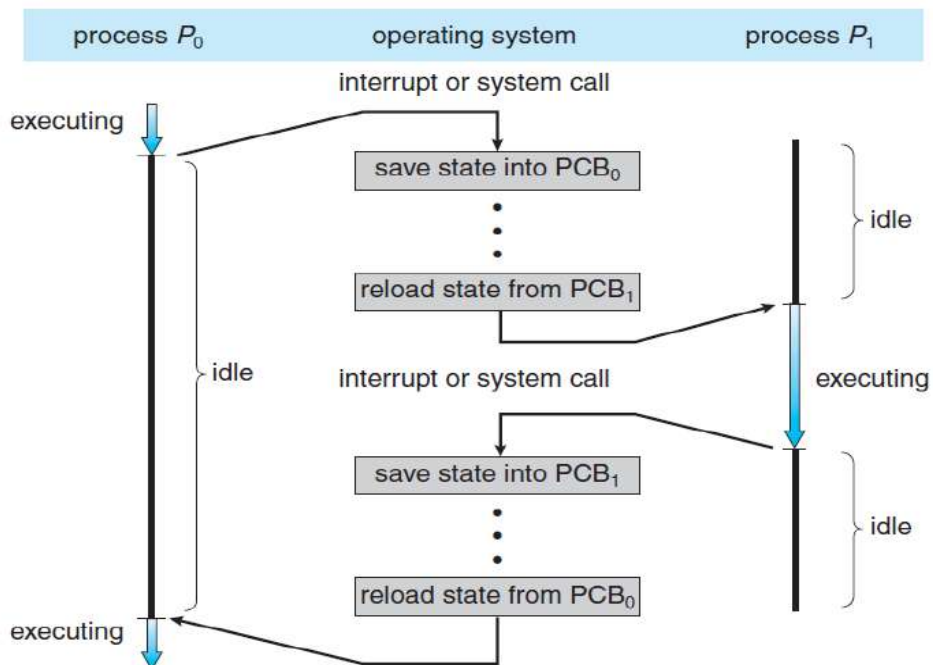 process P₀ operating system process P₁
interrupt or system call
executing
save state into PCB₀
idle
reload state from PCB₁
idle
interrupt or system call
executing
save state into PCB₁
idle
reload state from PCB₀
executing